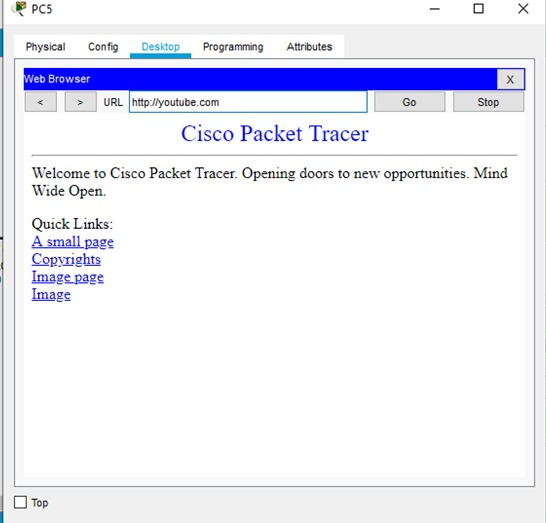 PC5
Physical Config Desktop Programming Attributes
Web Browser X
< > URL http://youtube.com Go Stop
Cisco Packet Tracer
Welcome to Cisco Packet Tracer. Opening doors to new opportunities. Mind
Wide Open.
Quick Links:
A small page
Copyrights
Image page
Image
Top